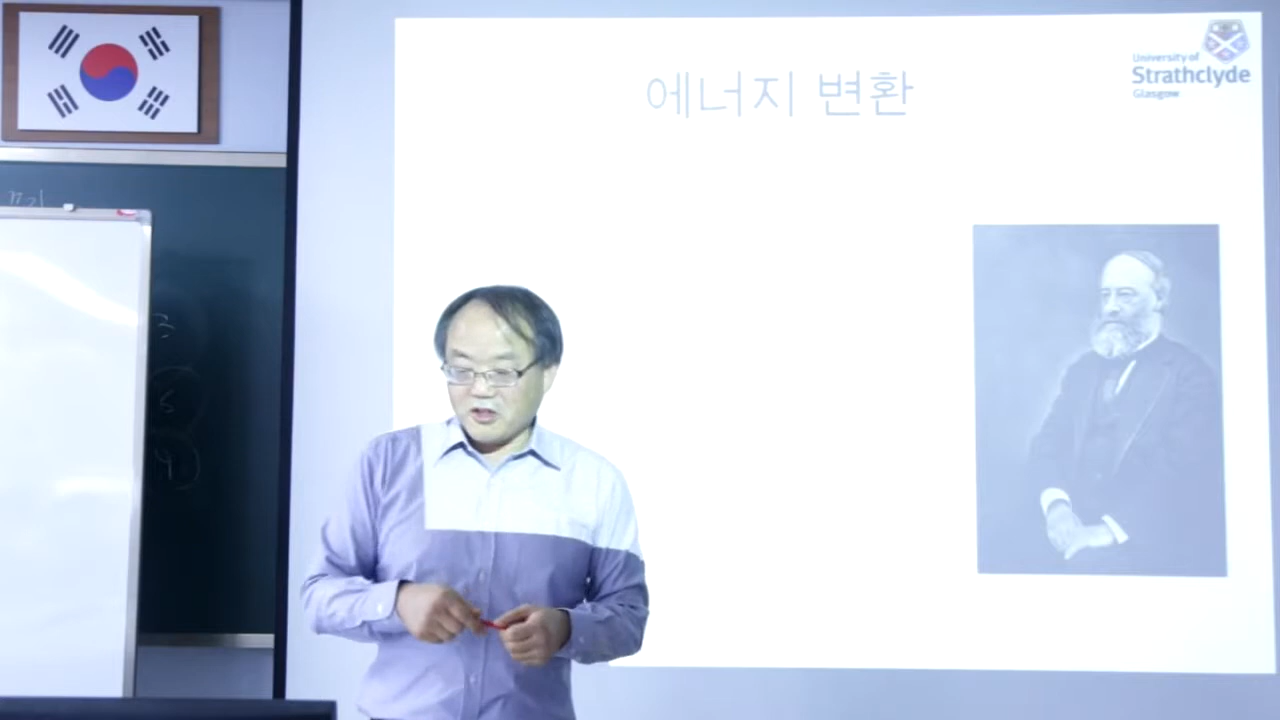 에너지 변환
University of
Strathclyde
Glasgow